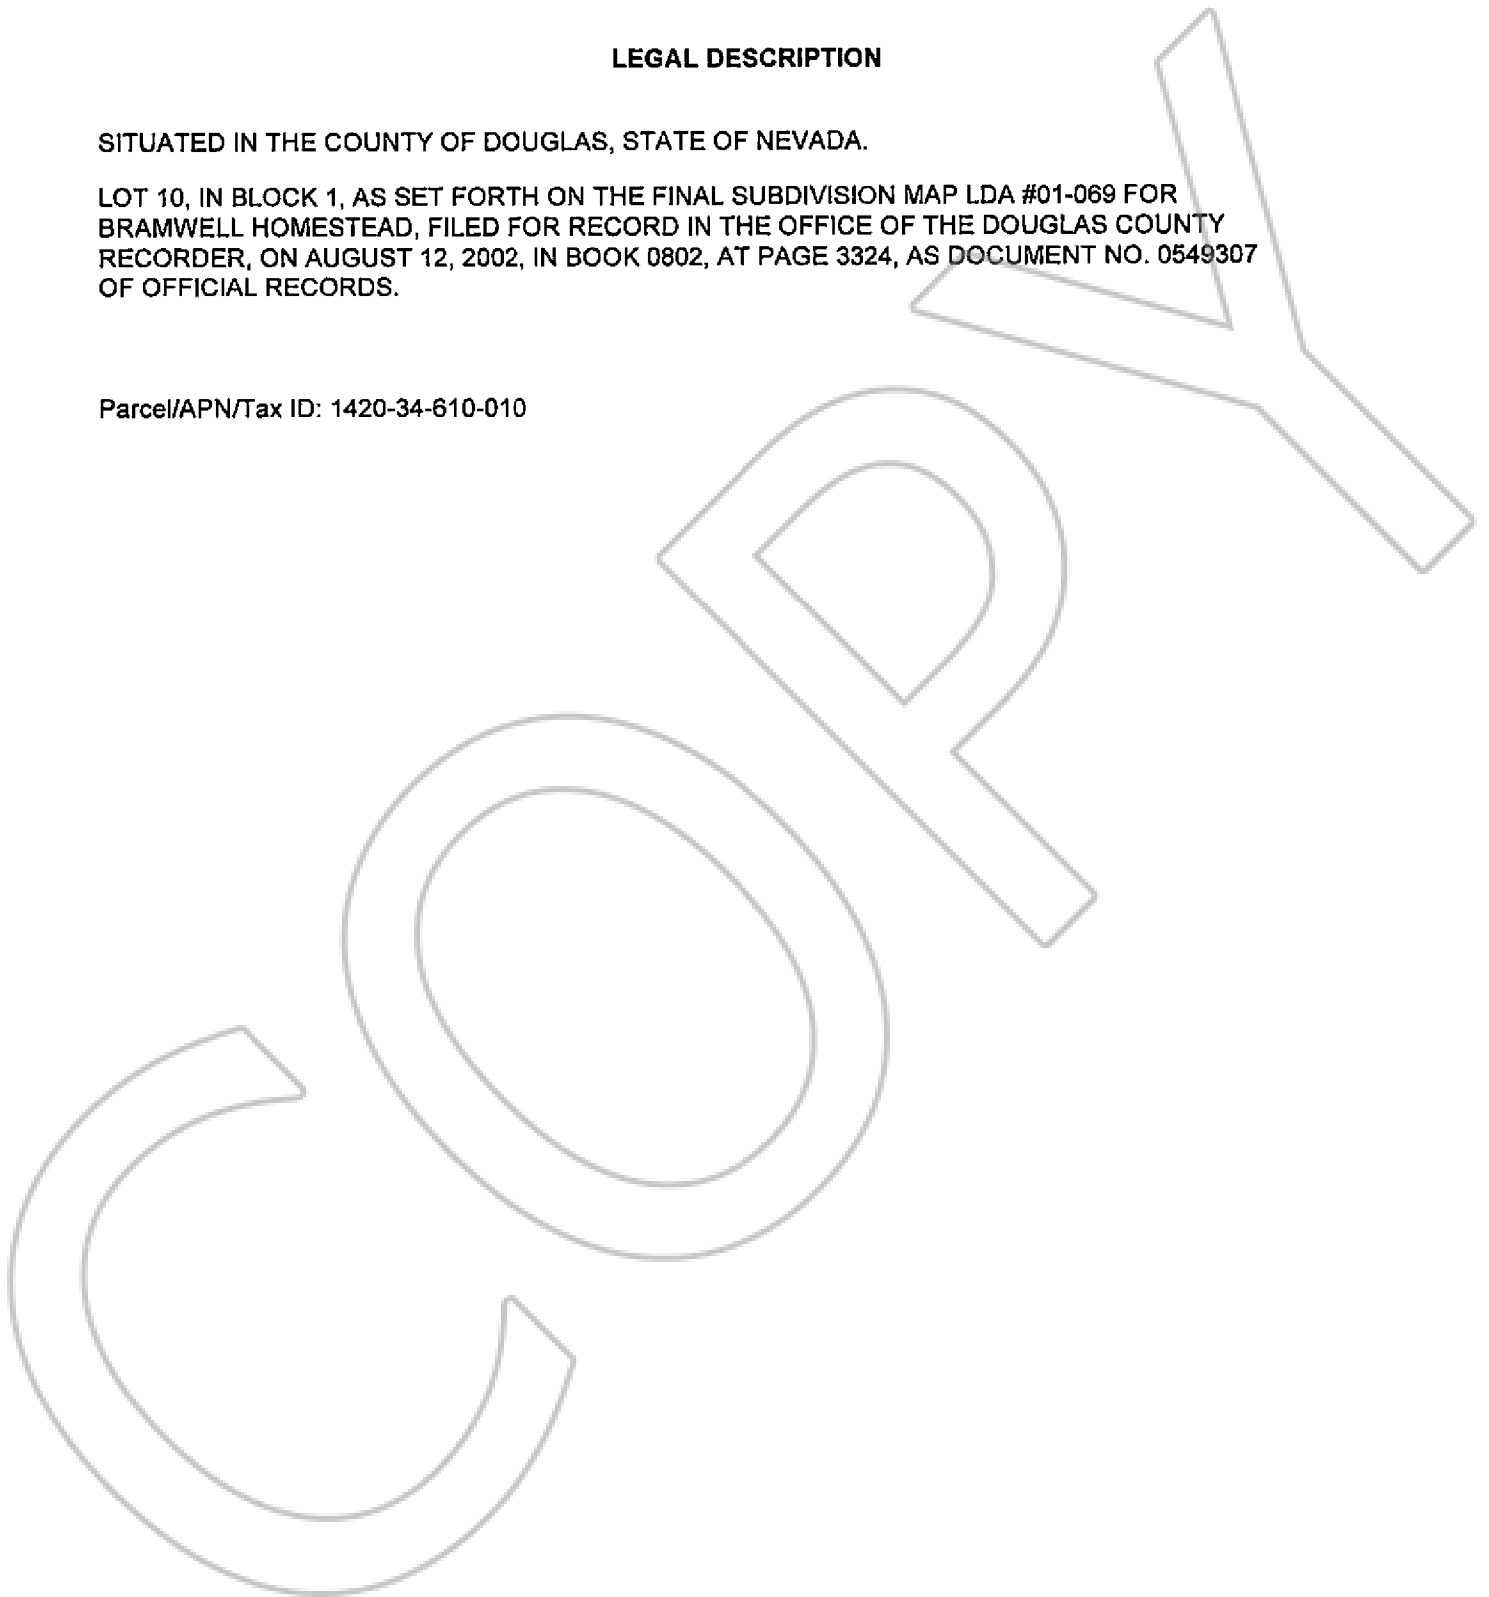 LEGAL DESCRIPTION
SITUATED IN THE COUNTY OF DOUGLAS, STATE OF NEVADA.
LOT 10, IN BLOCK 1, AS SET FORTH ON THE FINAL SUBDIVISION MAP LDA #01-069 FOR
BRAMWELL HOMESTEAD, FILED FOR RECORD IN THE OFFICE OF THE DOUGLAS COUNTY
RECORDER, ON AUGUST 12, 2002, IN BOOK 0802, AT PAGE 3324, AS DOCUMENT NO. 0549307
OF OFFICIAL RECORDS.
Parcel/APN/Tax ID: 1420-34-610-010
COPY